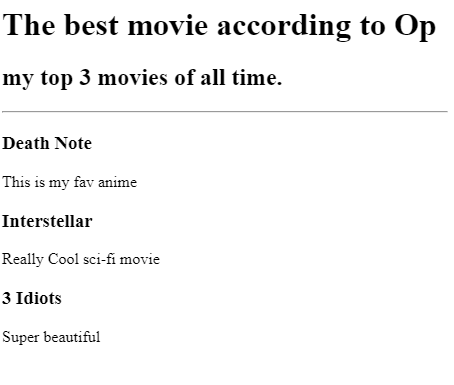 The best movie according to Op
my top 3 movies of all time.
Death Note
This is my fav anime
Interstellar
Really Cool sci-fi movie
3 Idiots
Super beautiful